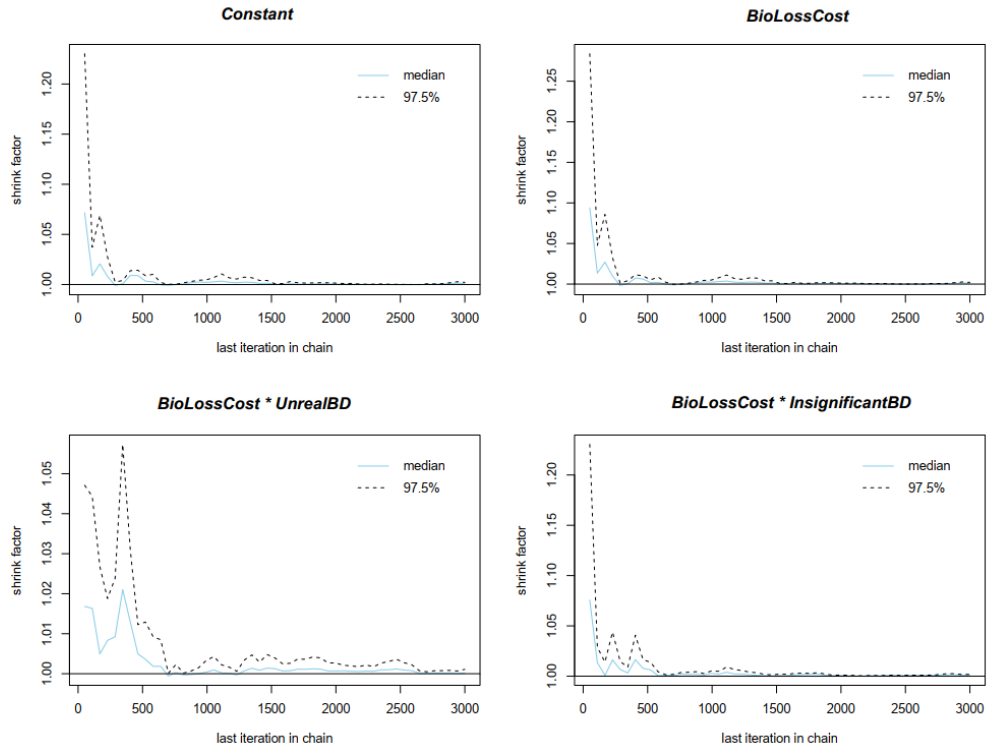 Constant
shrink factor
1.00 1.05 1.10 1.15 1.20
median
97.5%
0 500 1000 1500 2000 2500 3000
last iteration in chain
BioLossCost
shrink factor
1.00 1.05 1.10 1.15 1.20 1.25
median
97.5%
0 500 1000 1500 2000 2500 3000
last iteration in chain
BioLossCost * UnrealBD
shrink factor
1.00 1.01 1.02 1.03 1.04 1.05
median
97.5%
0 500 1000 1500 2000 2500 3000
last iteration in chain
BioLossCost * InsignificantBD
shrink factor
1.00 1.05 1.10 1.15 1.20
median
97.5%
0 500 1000 1500 2000 2500 3000
last iteration in chain